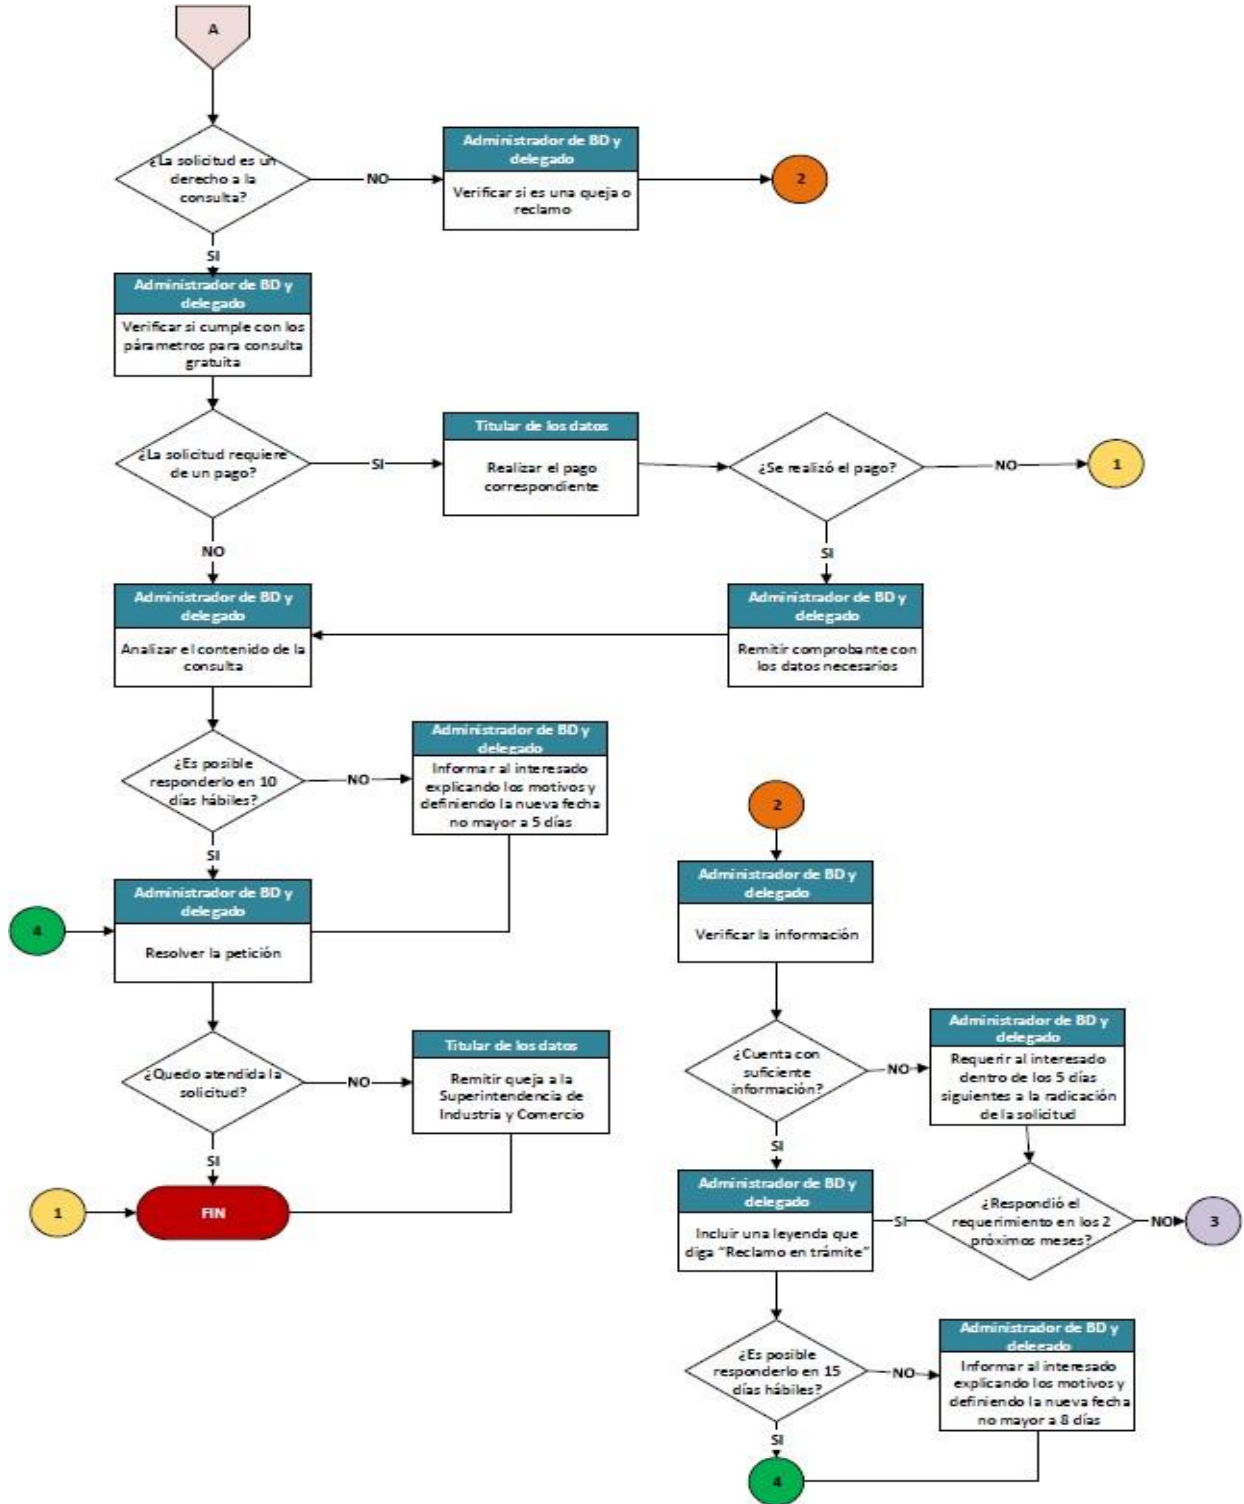 A
¿La solicitud es un
derecho a la
consulta?
NO
Administrador de BD y
delegado
Verificar si es una queja o
reclamo
2
SI
Administrador de BD y
delegado
Verificar si cumple con los
párametros para consulta
gratuita
¿La solicitud requiere
de un pago?
SI
Titular de los datos
Realizar el pago
correspondiente
¿Se realizó el pago?
NO
1
NO
SI
Administrador de BD y
delegado
Analizar el contenido de la
consulta
Administrador de BD y
delegado
Remitir comprobante con
los datos necesarios
¿Es posible
responderlo en 10
días hábiles?
NO
Administrador de BD y
delegado
Informar al interesado
explicando los motivos y
definiendo la nueva fecha
no mayor a 5 días
SI
4
Administrador de BD y
delegado
Resolver la petición
¿Quedo atendida la
solicitud?
NO
Titular de los datos
Remitir queja a la
Superintendencia de
Industria y Comercio
SI
1
FIN
2
Administrador de BD y
delegado
Verificar la información
¿Cuenta con
suficiente
información?
NO
Administrador de BD y
delegado
Requerir al interesado
dentro de los 5 días
siguientes a la radicación
de la solicitud
SI
Administrador de BD y
delegado
Incluir una leyenda que
diga "Reclamo en trámite"
SI
¿Respondió el
requerimiento en los 2
próximos meses?
NO
3
¿Es posible
responderlo en 15
días hábiles?
NO
Administrador de BD y
delegado
Informar al interesado
explicando los motivos y
definiendo la nueva fecha
no mayor a 8 días
SI
4